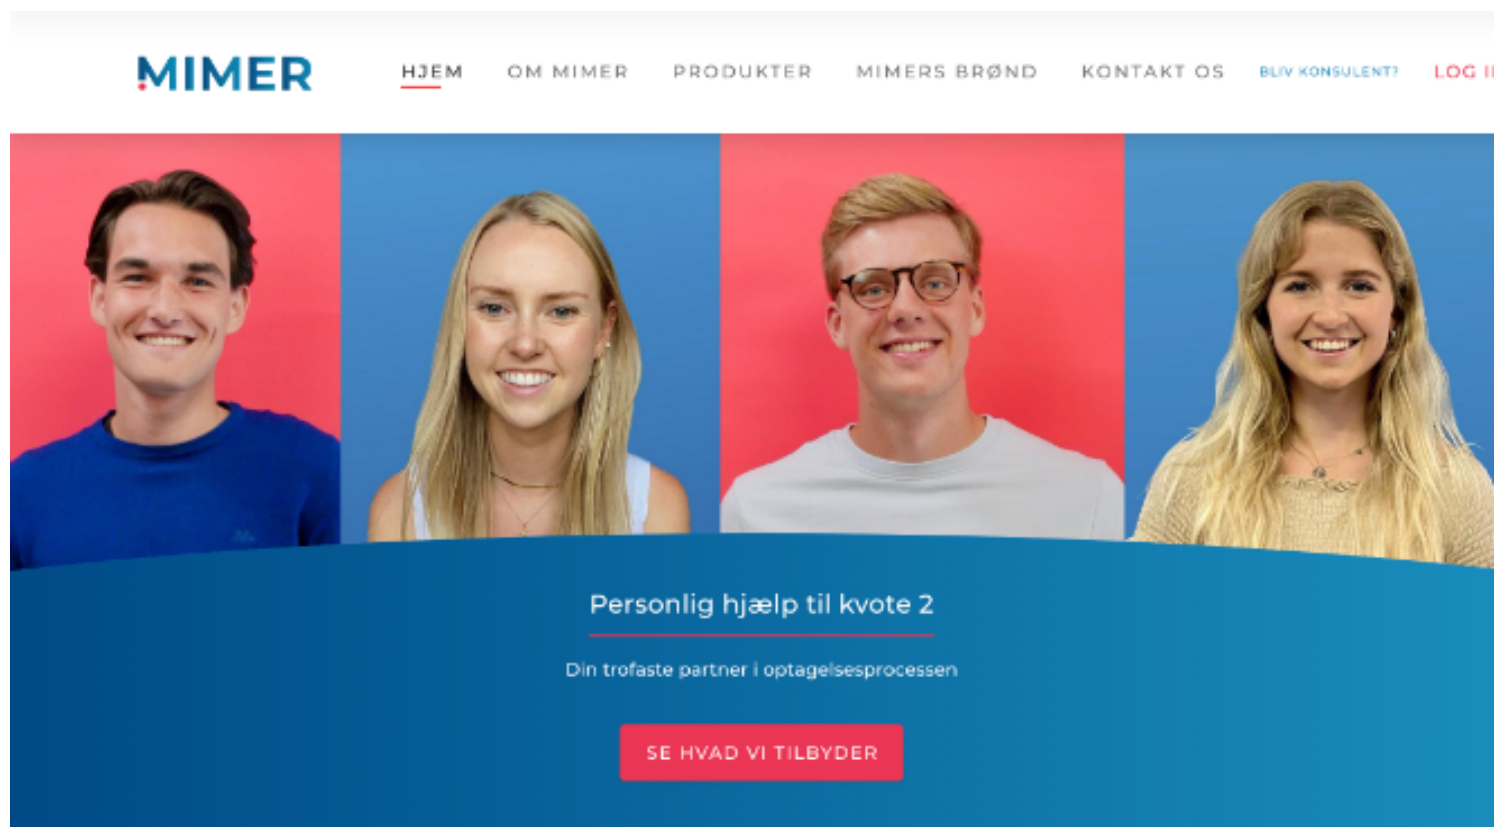 MIMER
HJEM OM MIMER PRODUKTER MIMERS BRØND KONTAKT OS BLIV KONSULENT? LOG
Personlig hjælp til kvote 2
Din trofaste partner i optagelsesprocessen
SE HVAD VI TILBYDER